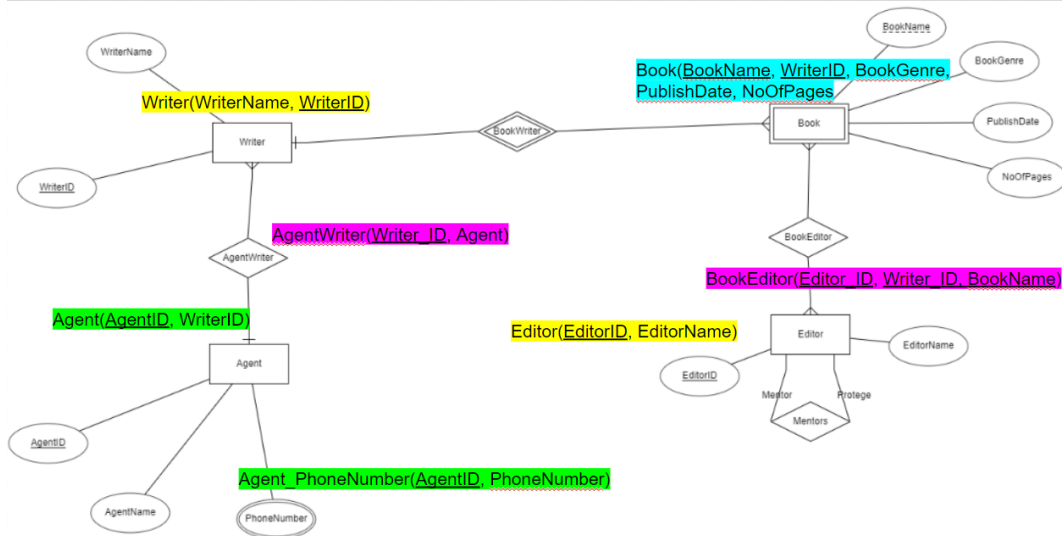 BookName
WriterName
Book(BookName, WriterID, BookGenre,
PublishDate, NoOfPages
BookGenre
Writer(WriterName, WriterID)
Writer
BookWriter
Book
PublishDate
WriterID
NoOfPages
AgentWriter(Writer_ID, Agent)
BookEditor
AgentWriter
BookEditor(Editor_ID, Writer_ID, BookName)
Agent(AgentID, WriterID)
Editor(EditorID, EditorName)
Editor
EditorName
Agent
EditorID
Mentor
Protege
Mentors
AgentID
Agent_PhoneNumber(AgentID, PhoneNumber)
AgentName
PhoneNumber